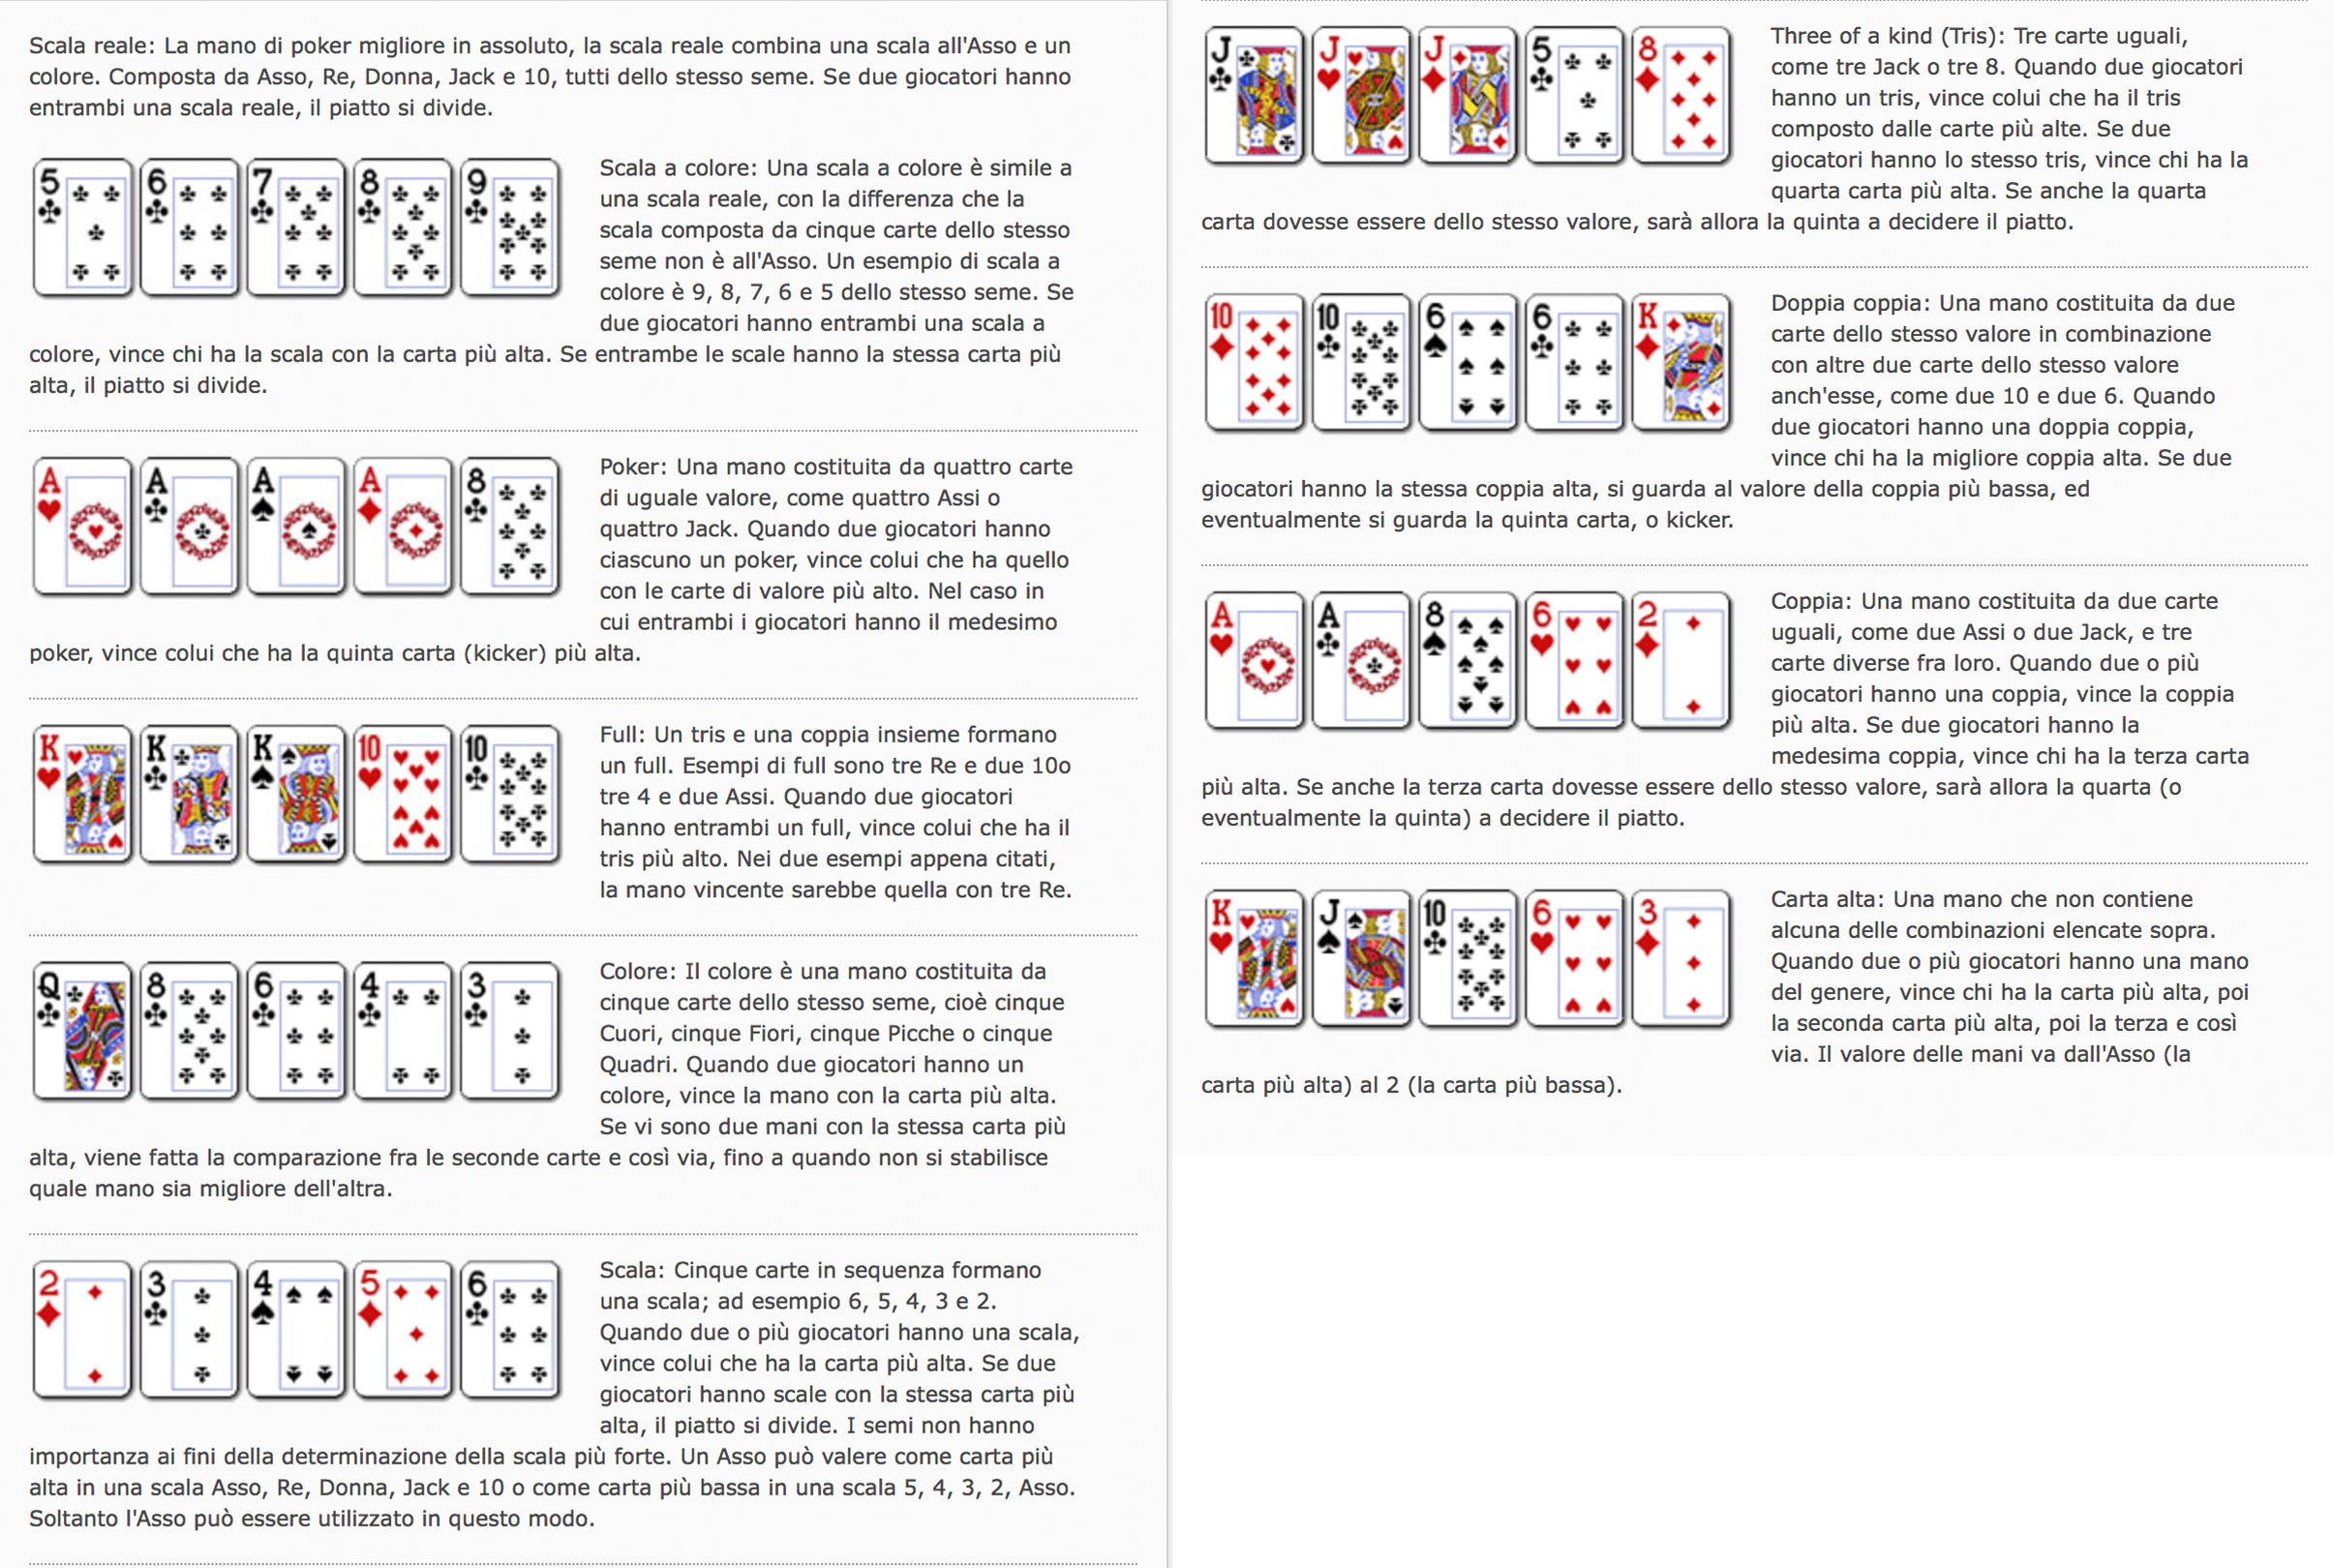 Scala reale: La mano di poker migliore in assoluto, la scala reale combina una scala all'Asso e un
colore. Composta da Asso, Re, Donna, Jack e 10, tutti dello stesso seme. Se due giocatori hanno
entrambi una scala reale, il piatto si divide.
5 6 7 8 9
Scala a colore: Una scala a colore è simile a
una scala reale, con la differenza che la
scala composta da cinque carte dello stesso
seme non è all'Asso. Un esempio di scala a
colore è 9, 8, 7, 6 e 5 dello stesso seme. Se
due giocatori hanno entrambi una scala a
colore, vince chi ha la scala con la carta più alta. Se entrambe le scale hanno la stessa carta più
alta, il piatto si divide.
A A A A 8
Poker: Una mano costituita da quattro carte
di uguale valore, come quattro Assi o
quattro Jack. Quando due giocatori hanno
ciascuno un poker, vince colui che ha quello
con le carte di valore più alto. Nel caso in
cui entrambi i giocatori hanno il medesimo
poker, vince colui che ha la quinta carta (kicker) più alta.
K K K 10 10
Full: Un tris e una coppia insieme formano
un full. Esempi di full sono tre Re e due 10o
tre 4 e due Assi. Quando due giocatori
hanno entrambi un full, vince colui che ha il
tris più alto. Nei due esempi appena citati,
la mano vincente sarebbe quella con tre Re.
Q 8 6 4 3
Colore: Il colore è una mano costituita da
cinque carte dello stesso seme, cioè cinque
Cuori, cinque Fiori, cinque Picche o cinque
Quadri. Quando due giocatori hanno un
colore, vince la mano con la carta più alta.
Se vi sono due mani con la stessa carta più
alta, viene fatta la comparazione fra le seconde carte e così via, fino a quando non si stabilisce
quale mano sia migliore dell'altra.
2 3 4 5 6
Scala: Cinque carte in sequenza formano
una scala; ad esempio 6, 5, 4, 3 e 2.
Quando due o più giocatori hanno una scala,
vince colui che ha la carta più alta. Se due
giocatori hanno scale con la stessa carta più
alta, il piatto si divide. I semi non hanno
importanza ai fini della determinazione della scala più forte. Un Asso può valere come carta più
alta in una scala Asso, Re, Donna, Jack e 10 o come carta più bassa in una scala 5, 4, 3, 2, Asso.
Soltanto l'Asso può essere utilizzato in questo modo.
J J J 5 8
Three of a kind (Tris): Tre carte uguali,
come tre Jack o tre 8. Quando due giocatori
hanno un tris, vince colui che ha il tris
composto dalle carte più alte. Se due
giocatori hanno lo stesso tris, vince chi ha la
quarta carta più alta. Se anche la quarta
carta dovesse essere dello stesso valore, sarà allora la quinta a decidere il piatto.
10 10 6 6 K
Doppia coppia: Una mano costituita da due
carte dello stesso valore in combinazione
con altre due carte dello stesso valore
anch'esse, come due 10 e due 6. Quando
due giocatori hanno una doppia coppia,
vince chi ha la migliore coppia alta. Se due
giocatori hanno la stessa coppia alta, si guarda al valore della coppia più bassa, ed
eventualmente si guarda la quinta carta, o kicker.
A A 8 6 2
Coppia: Una mano costituita da due carte
uguali, come due Assi o due Jack, e tre
carte diverse fra loro. Quando due o più
giocatori hanno una coppia, vince la coppia
più alta. Se due giocatori hanno la
medesima coppia, vince chi ha la terza carta
più alta. Se anche la terza carta dovesse essere dello stesso valore, sarà allora la quarta (o
eventualmente la quinta) a decidere il piatto.
K J 10 6 3
Carta alta: Una mano che non contiene
alcuna delle combinazioni elencate sopra.
Quando due o più giocatori hanno una mano
del genere, vince chi ha la carta più alta, poi
la seconda carta più alta, poi la terza e così
via. Il valore delle mani va dall'Asso (la
carta più alta) al 2 (la carta più bassa).